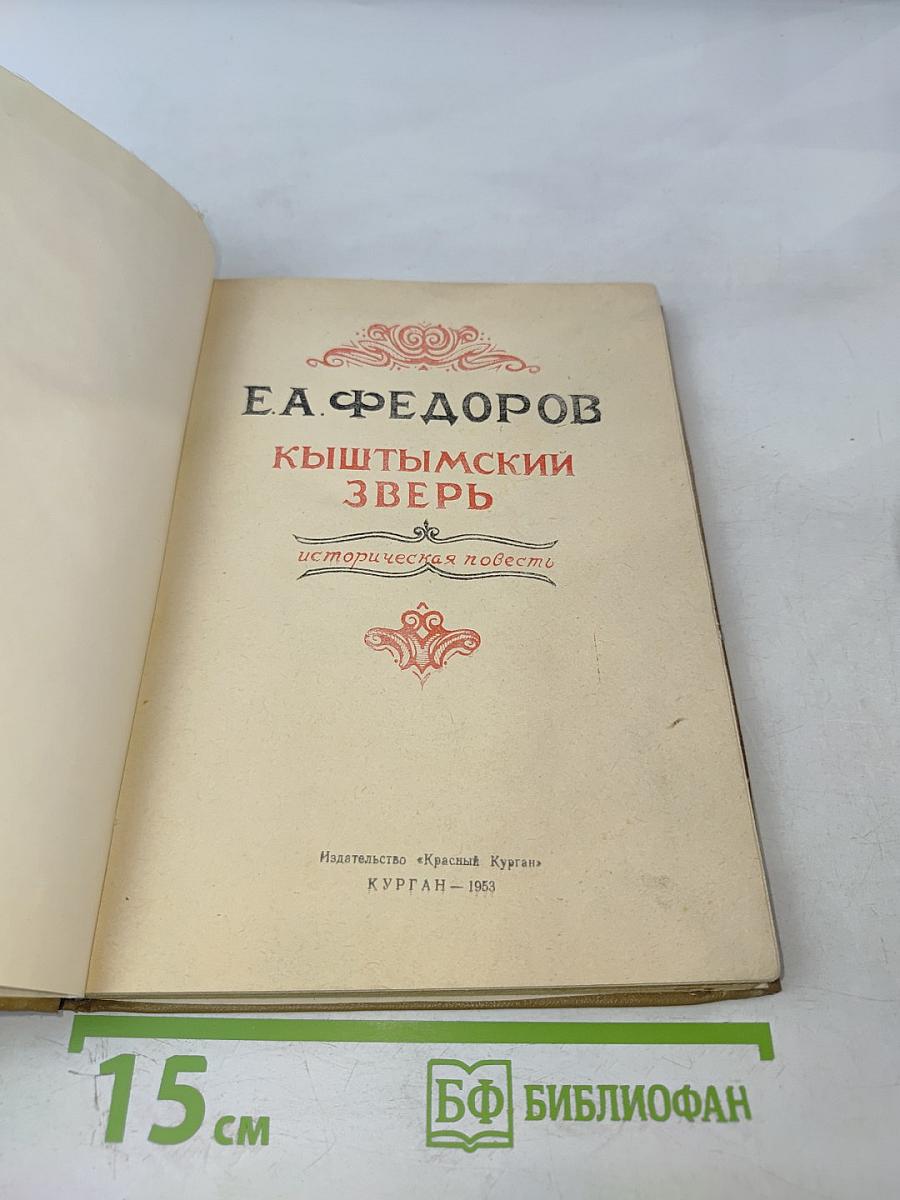 Е.А. ФЕДОРОВ
КЫШТЫМСКИЙ
ЗВЕРЬ
историческая повесть
Издательство «Красный Курган»
КУРГАН — 1953
15 см
БФ БИБЛИОФАН